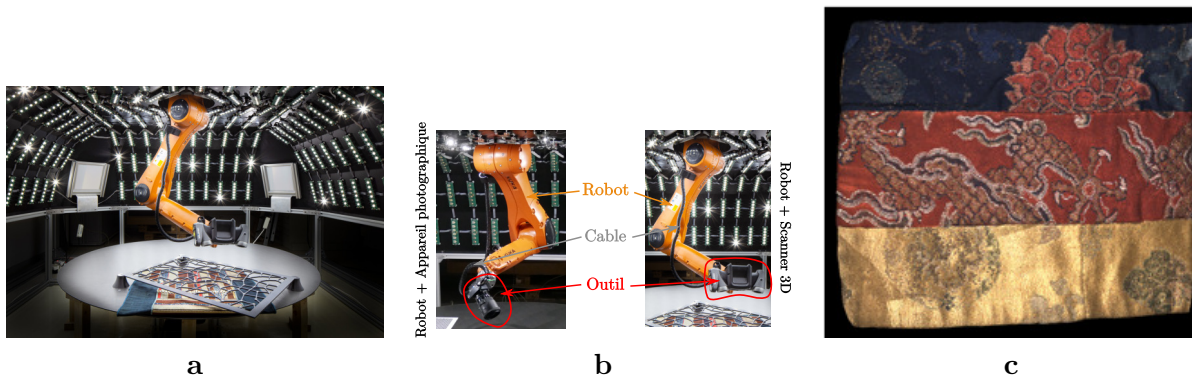 Robot + Appareil photographique
Robot
Cable
Outil
Robot + Scanner 3D
a
b
c